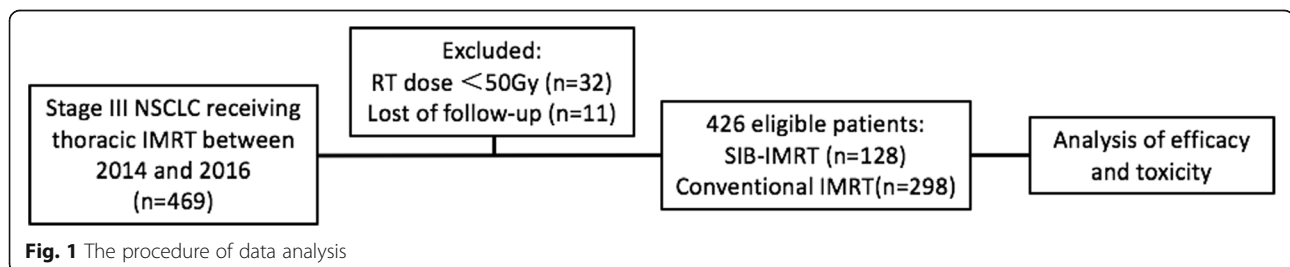 Stage III NSCLC receiving
thoracic IMRT between
2014 and 2016
(n=469)
Excluded:
RT dose <50Gy (n=32)
Lost of follow-up (n=11)
426 eligible patients:
SIB-IMRT (n=128)
Conventional IMRT(n=298)
Analysis of efficacy
and toxicity
Fig. 1 The procedure of data analysis